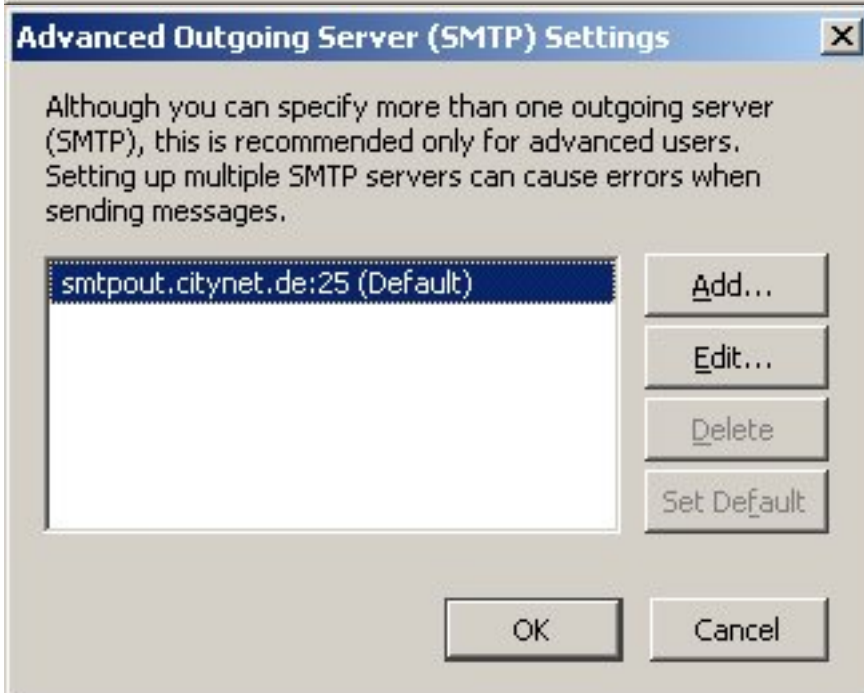 Advanced Outgoing Server (SMTP) Settings
Although you can specify more than one outgoing server
(SMTP), this is recommended only for advanced users.
Setting up multiple SMTP servers can cause errors when
sending messages.
smtpout.citynet.de:25 (Default)
Add...
Edit...
Delete
Set Default
OK
Cancel